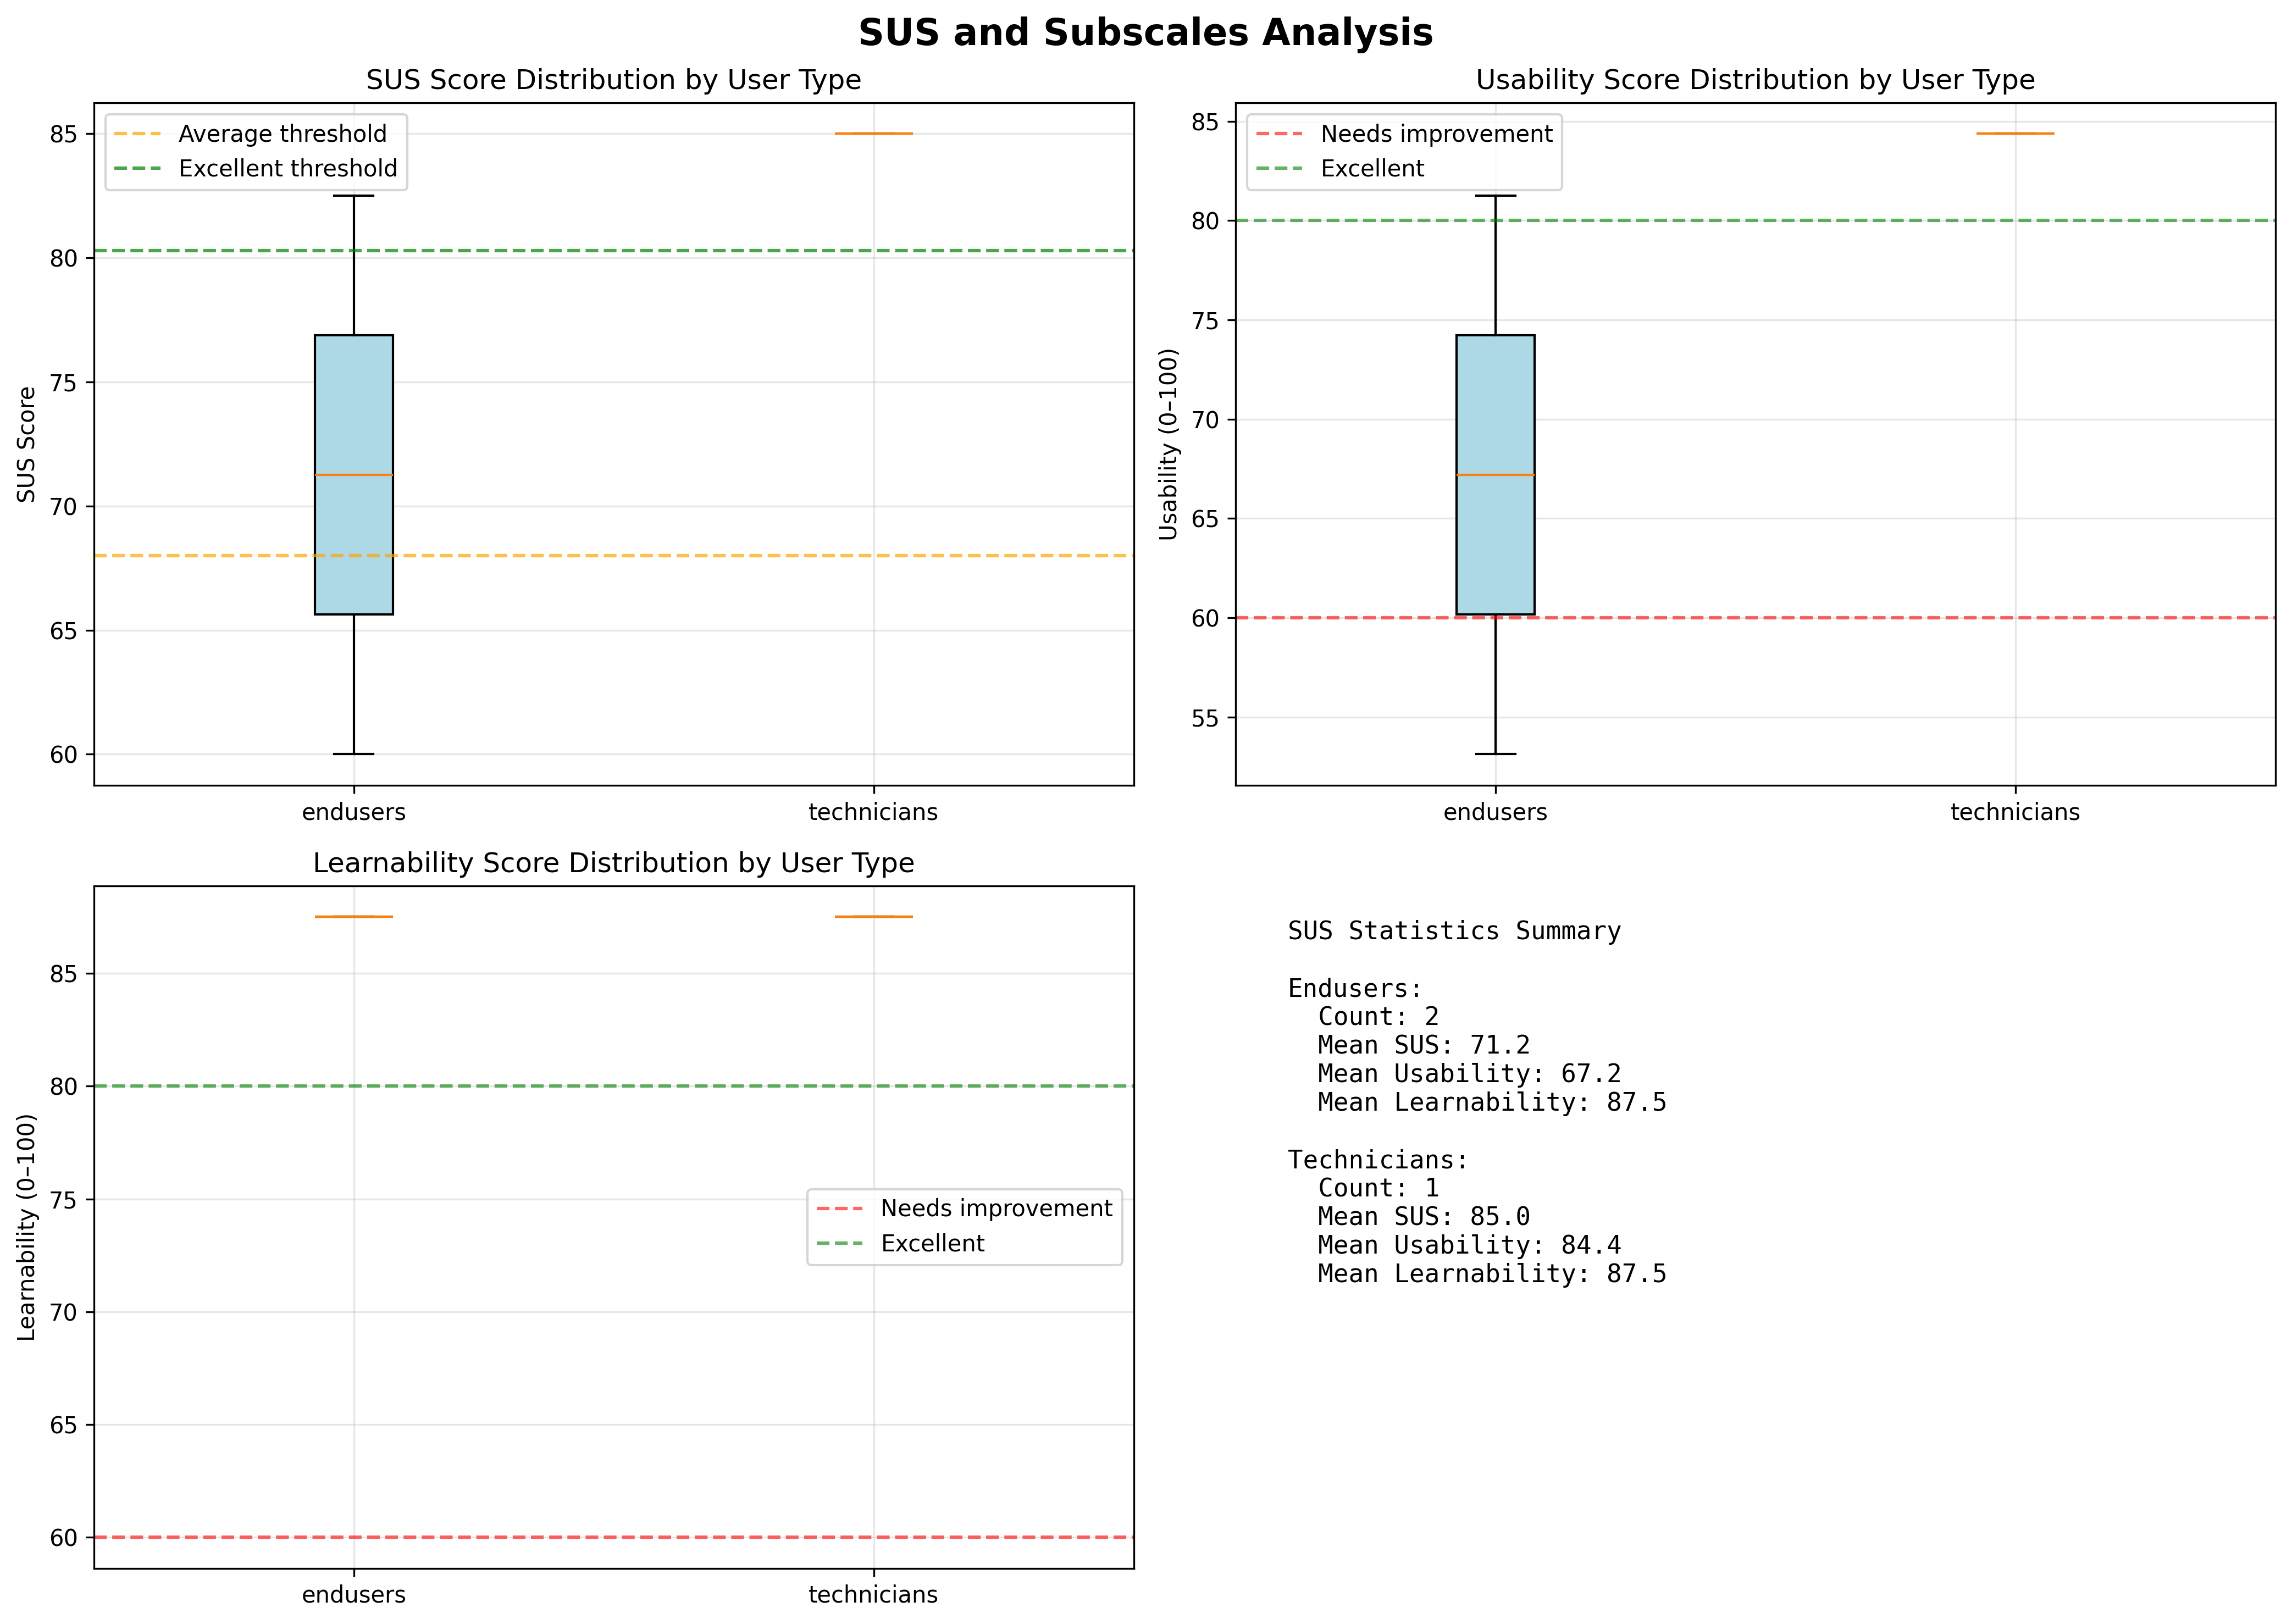 SUS and Subscales Analysis
SUS Score Distribution by User Type
Average threshold
Excellent threshold
SUS Score
85
80
75
70
65
60
endusers
technicians
Usability Score Distribution by User Type
Needs improvement
Excellent
Usability (0–100)
85
80
75
70
65
60
55
endusers
technicians
Learnability Score Distribution by User Type
Needs improvement
Excellent
Learnability (0–100)
85
80
75
70
65
60
endusers
technicians
SUS Statistics Summary
Endusers:
Count: 2
Mean SUS: 71.2
Mean Usability: 67.2
Mean Learnability: 87.5
Technicians:
Count: 1
Mean SUS: 85.0
Mean Usability: 84.4
Mean Learnability: 87.5